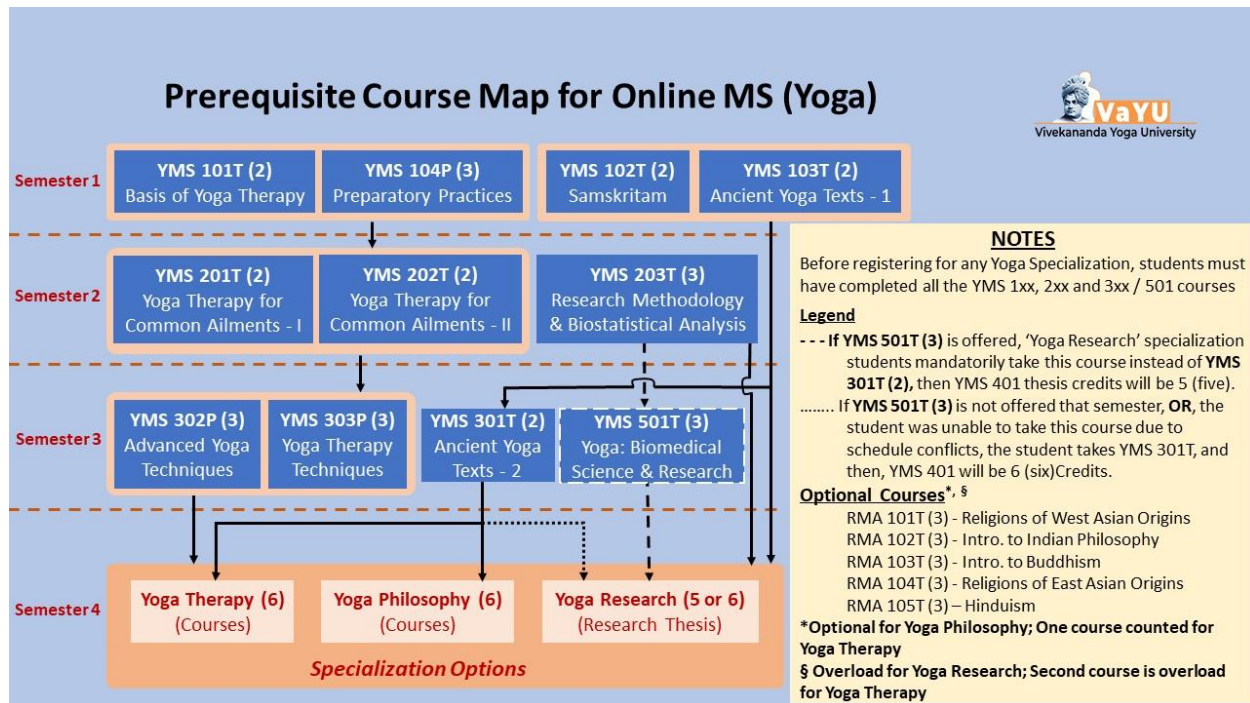 Prerequisite Course Map for Online MS (Yoga)
VaYU
Vivekananda Yoga University
Semester 1
YMS 101T (2)
Basis of Yoga Therapy
YMS 104P (3)
Preparatory Practices
YMS 102T (2)
Samskritam
YMS 103T (2)
Ancient Yoga Texts - 1
Semester 2
YMS 201T (2)
Yoga Therapy for
Common Ailments - I
YMS 202T (2)
Yoga Therapy for
Common Ailments - II
YMS 203T (3)
Research Methodology
& Biostatistical Analysis
Semester 3
YMS 302P (3)
Advanced Yoga
Techniques
YMS 303P (3)
Yoga Therapy
Techniques
YMS 301T (2)
Ancient Yoga
Texts - 2
YMS 501T (3)
Yoga: Biomedical
Science & Research
Semester 4
Yoga Therapy (6)
(Courses)
Yoga Philosophy (6)
(Courses)
Yoga Research (5 or 6)
(Research Thesis)
Specialization Options
NOTES
Before registering for any Yoga Specialization, students must
have completed all the YMS 1xx, 2xx and 3xx / 501 courses
Legend
- - - If YMS 501T (3) is offered, ‘Yoga Research’ specialization
students mandatorily take this course instead of YMS
301T (2), then YMS 401 thesis credits will be 5 (five).
........ If YMS 501T (3) is not offered that semester, OR, the
student was unable to take this course due to
schedule conflicts, the student takes YMS 301T, and
then, YMS 401 will be 6 (six)Credits.
Optional Courses*, §
RMA 101T (3) - Religions of West Asian Origins
RMA 102T (3) - Intro. to Indian Philosophy
RMA 103T (3) - Intro. to Buddhism
RMA 104T (3) - Religions of East Asian Origins
RMA 105T (3) – Hinduism
*Optional for Yoga Philosophy; One course counted for
Yoga Therapy
§ Overload for Yoga Research; Second course is overload
for Yoga Therapy